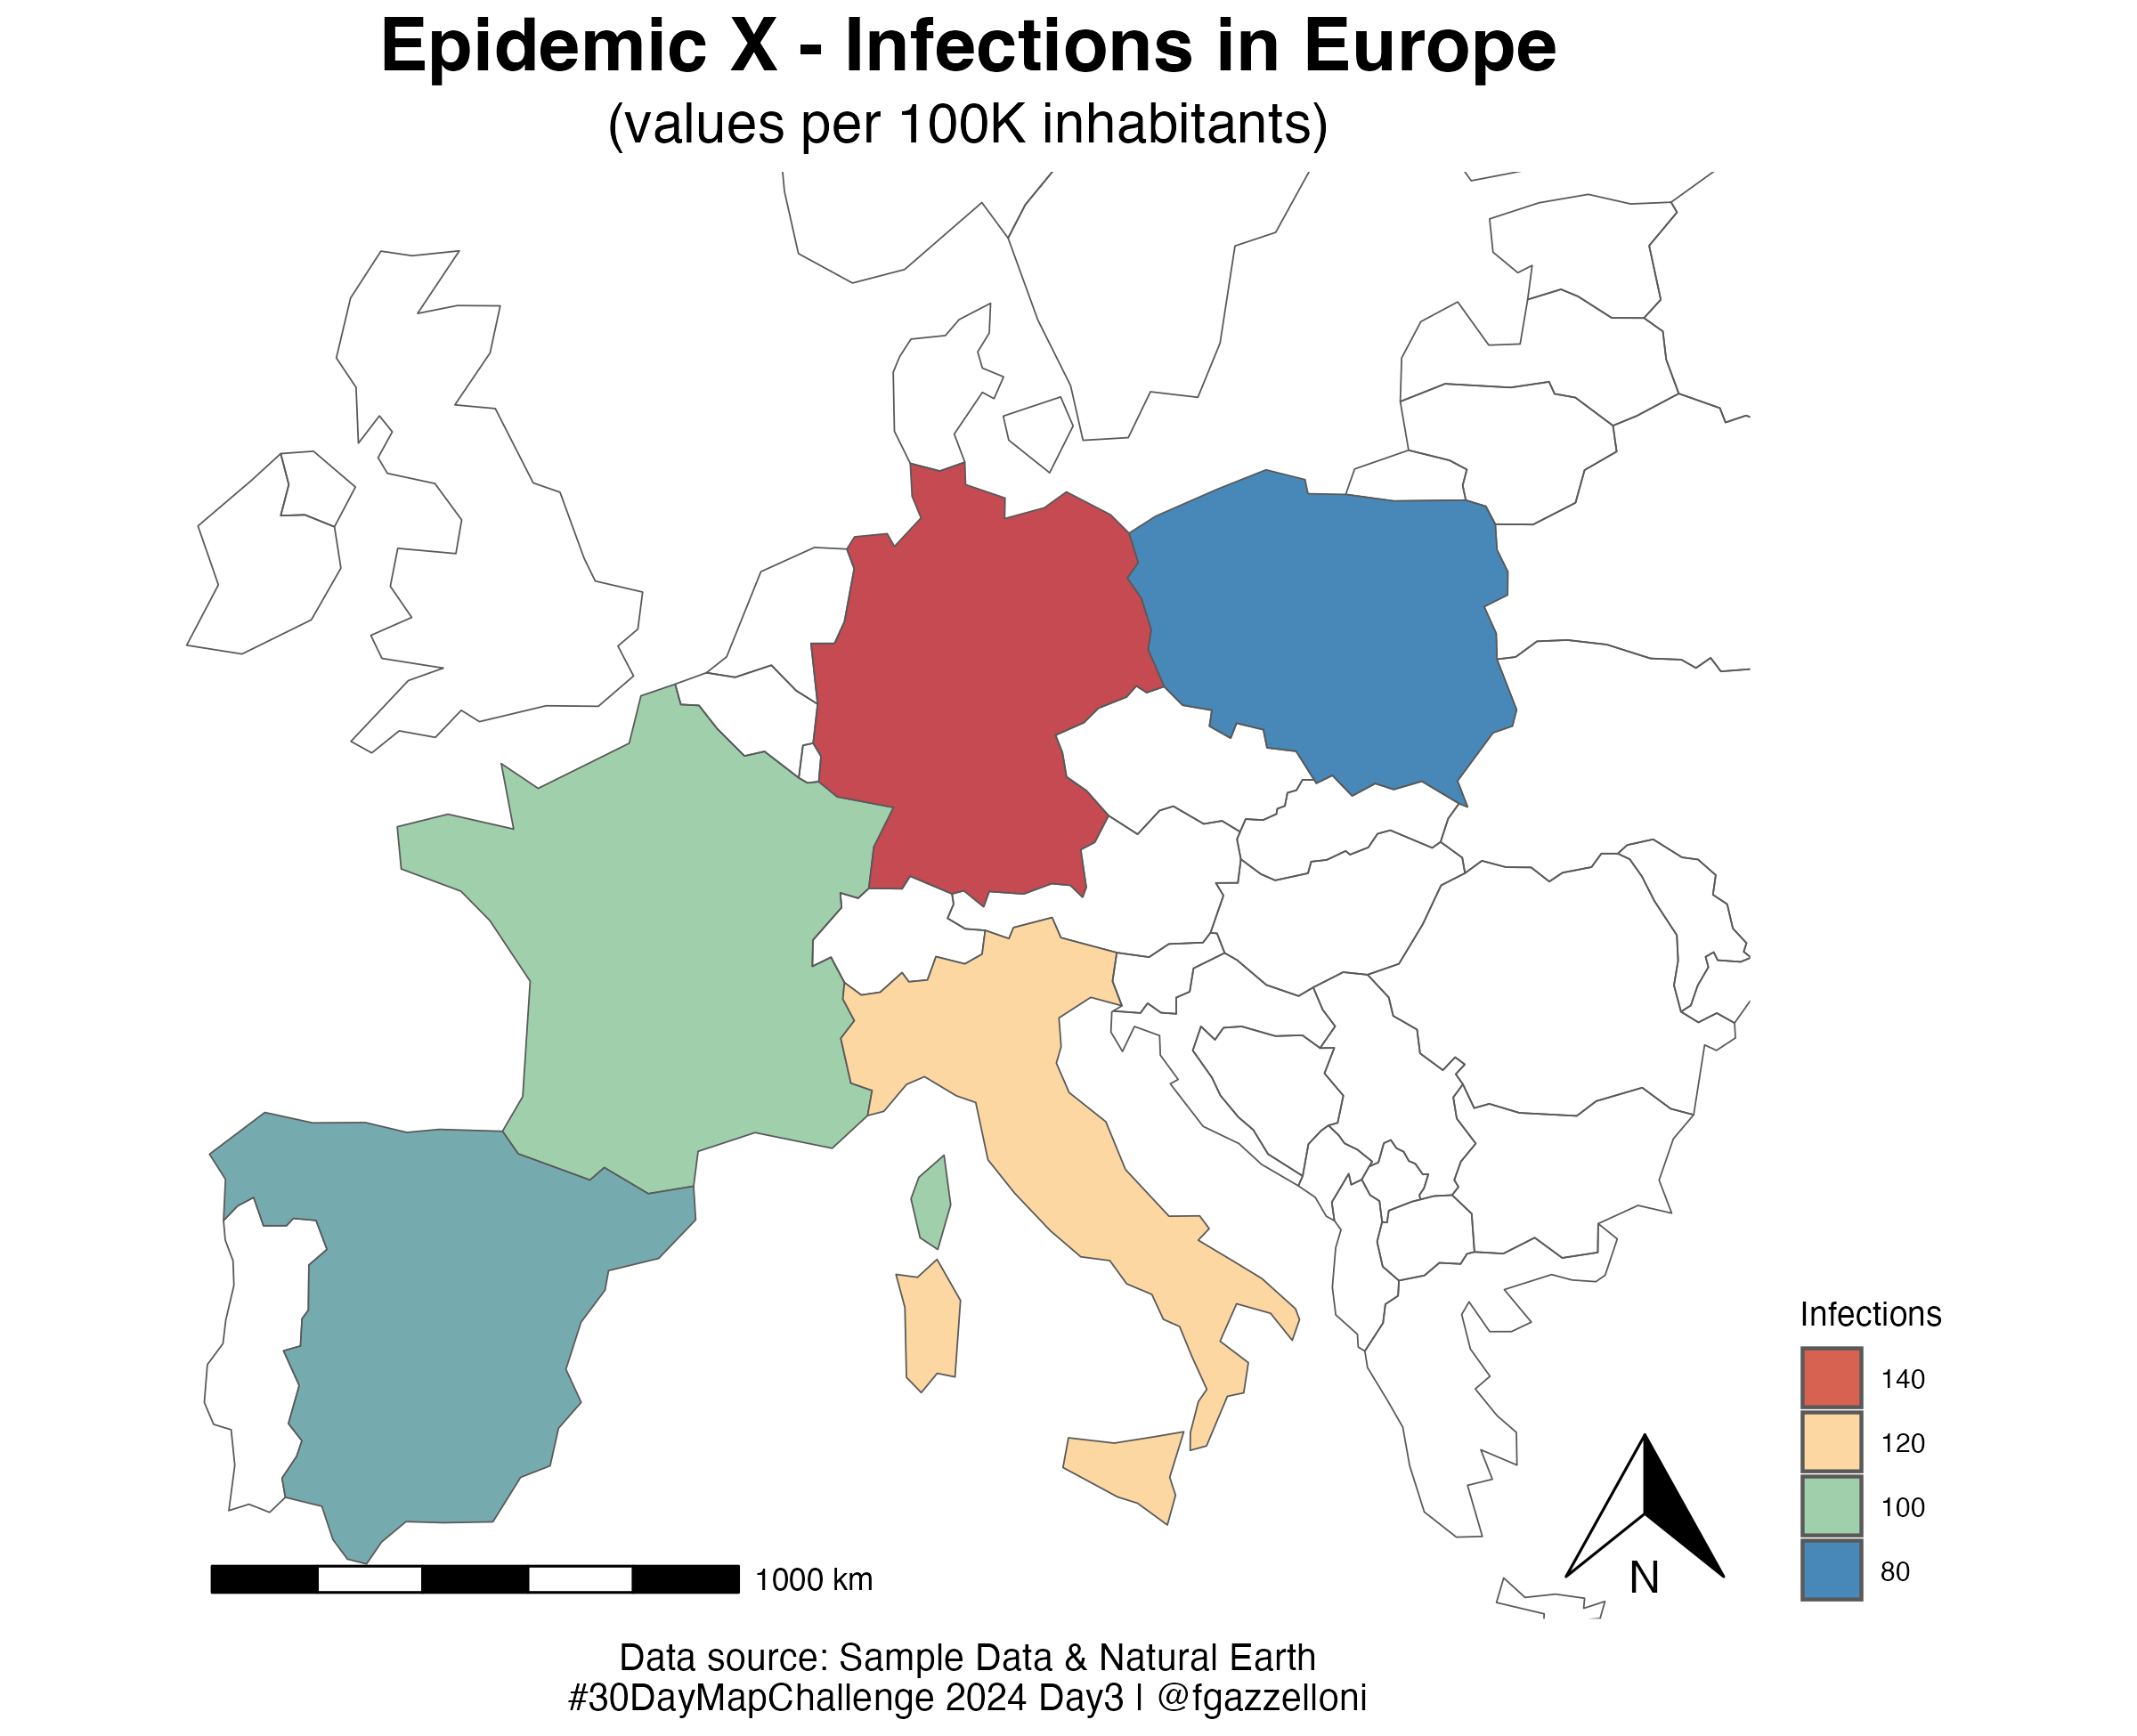 Epidemic X - Infections in Europe
(values per 100K inhabitants)
Infections
140
120
100
80
N
1000 km
Data source: Sample Data & Natural Earth
#30DayMapChallenge 2024 Day3 | @fgazzelloni